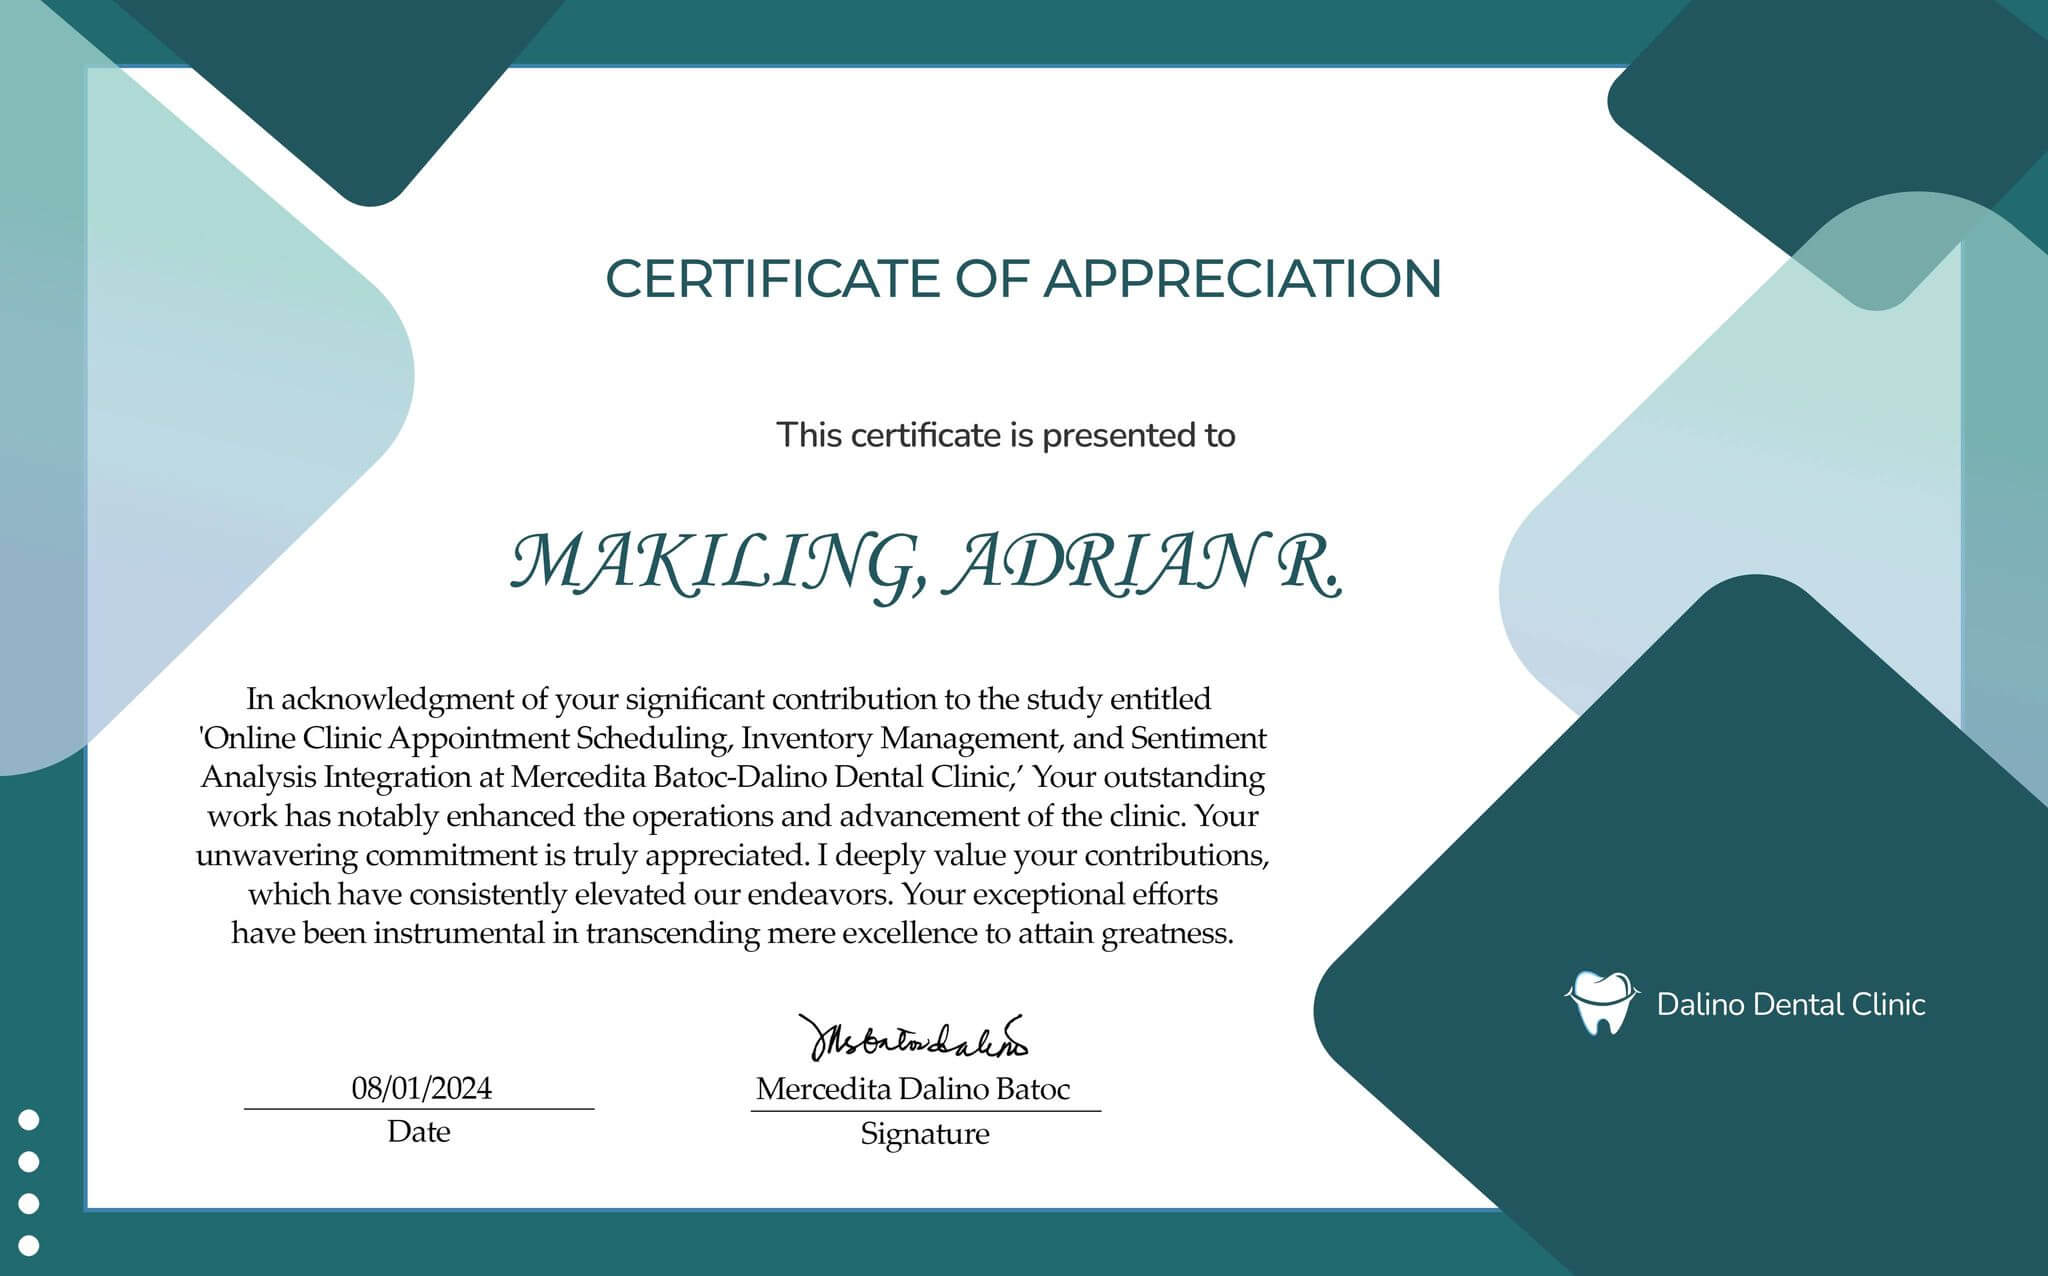 CERTIFICATE OF APPRECIATION
This certificate is presented to
MAKILING, ADRIAN R.
In acknowledgment of your significant contribution to the study entitled
'Online Clinic Appointment Scheduling, Inventory Management, and Sentiment
Analysis Integration at Mercedita Batoc-Dalino Dental Clinic,’ Your outstanding
work has notably enhanced the operations and advancement of the clinic. Your
unwavering commitment is truly appreciated. I deeply value your contributions,
which have consistently elevated our endeavors. Your exceptional efforts
have been instrumental in transcending mere excellence to attain greatness.
Dalino Dental Clinic
08/01/2024
Date
Mercedita Dalino Batoc
Signature